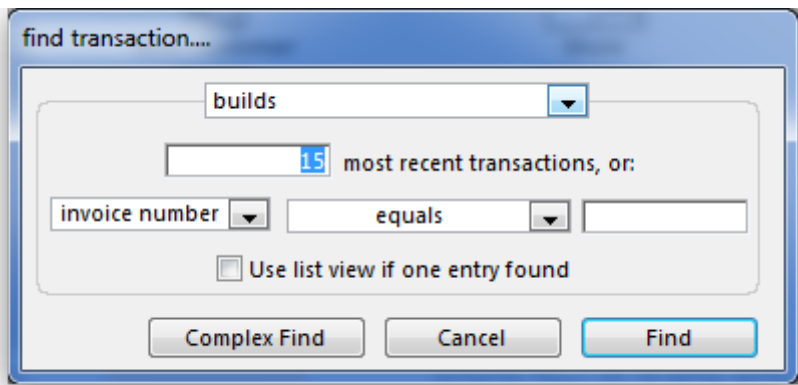 find transaction....
builds
15 most recent transactions, or:
invoice number equals
Use list view if one entry found
Complex Find Cancel Find